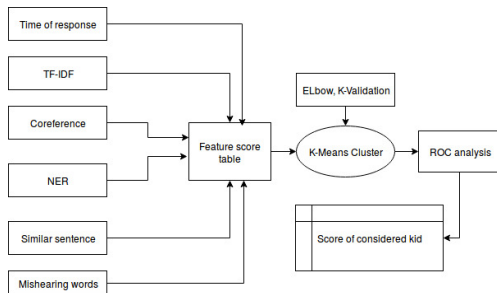 Time of response
TF-IDF
Coreference
NER
Similar sentence
Mishearing words
Feature score
table
ELbow, K-Validation
K-Means Cluster
ROC analysis
Score of considered kid